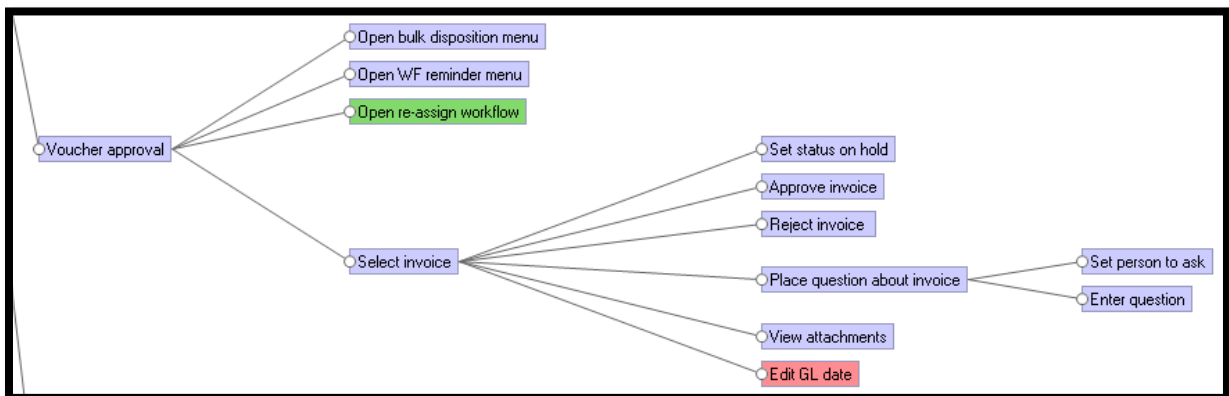 Open bulk disposition menu
Open WF reminder menu
Open re-assign workflow
Voucher approval
Set status on hold
Approve invoice
Reject invoice
Select invoice
Set person to ask
Place question about invoice
Enter question
View attachments
Edit GL date